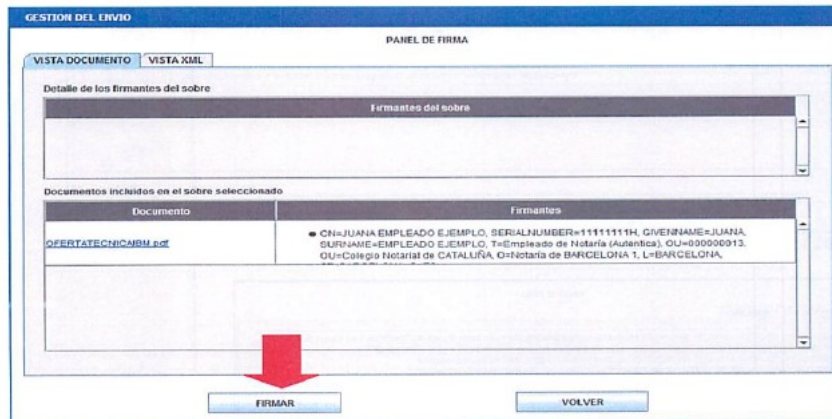 GESTION DEL ENVIO
PANEL DE FIRMA
VISTA DOCUMENTO VISTA XML
Detalle de los firmantes del sobre
Firmantes del sobre
Documentos incluidos en el sobre seleccionado
Documento Firmantes
OFERTATECNICAIBM.pdf
● CN=JUANA EMPLEADO EJEMPLO, SERIALNUMBER=11111111H, GIVENNAME=JUANA,
SURNAME=EMPLEADO EJEMPLO, T=Empleado de Notaría (Autentica), OU=000000013,
OU=Colegio Notarial de CATALUÑA, O=Notaría de BARCELONA 1, L=BARCELONA,
FIRMAR VOLVER